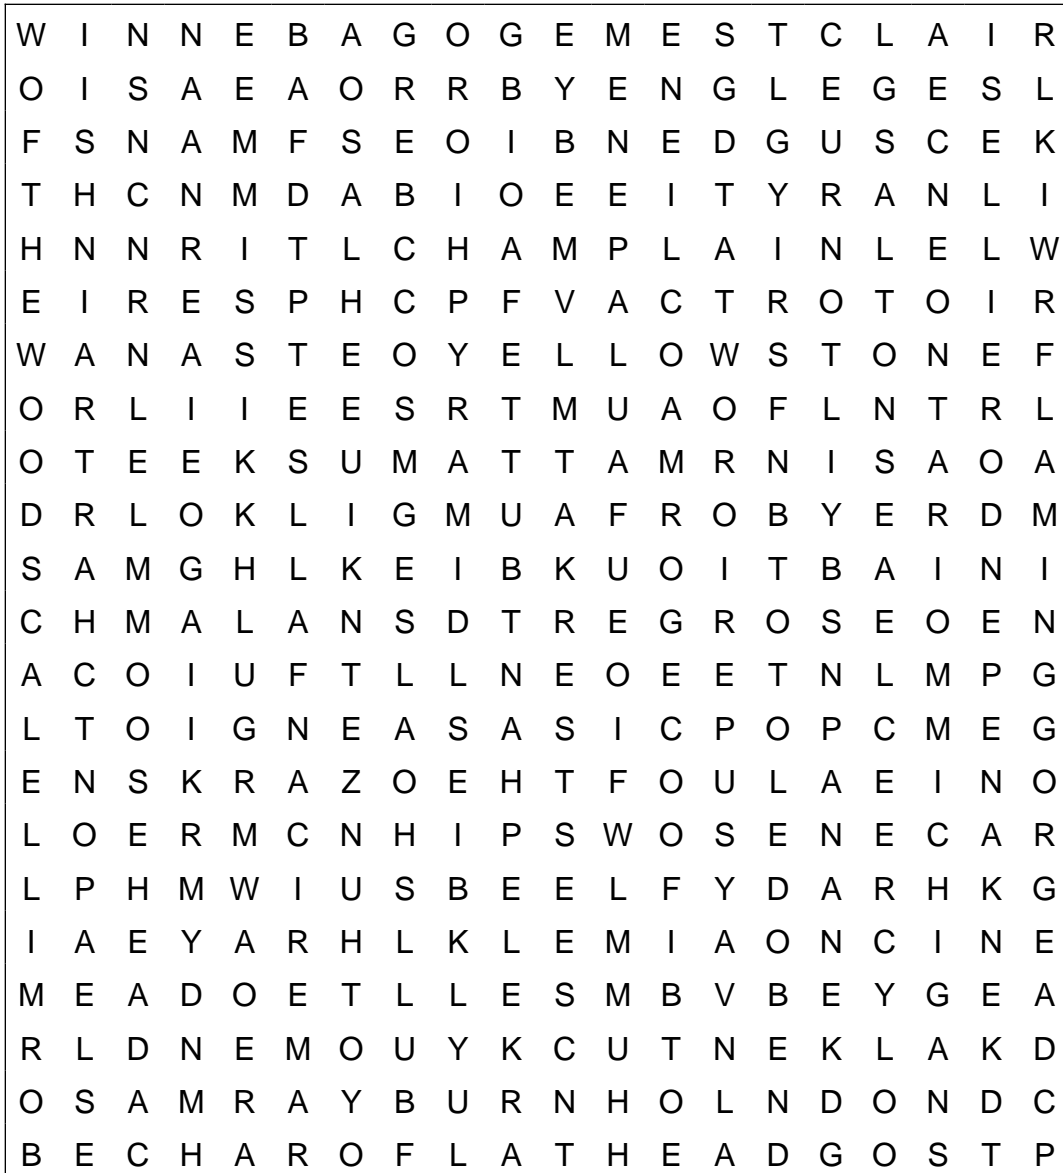 W I N N E B A G O G E M E S T C L A I R
O I S A E A O R R B Y E N G L E G E S L
F S N A M F S E O I B N E D G U S C E K
T H C N M D A B I O E E I T Y R A N L I
H N N R I T L C H A M P L A I N L E L W
E I R E S P H C P F V A C T R O T O I R
W A N A S T E O Y E L L O W S T O N E F
O R L I I E E S R T M U A O F L N T R L
O T E E K S U M A T T A M R N I S A O A
D R L O K L I G M U A F R O B Y E R D M
S A M G H L K E I B K U O I T B A I N I
C H M A L A N S D T R E G R O S E O E N
A C O I U F T L L N E O E E T N L M P G
L T O I G N E A S A S I C P O P C M E G
E N S K R A Z O E H T F O U L A E I N O
L O E R M C N H I P S W O S E N E C A R
L P H M W I U S B E E L F Y D A R H K G
I A E Y A R H L K L E M I A O N C I N E
M E A D O E T L L E S M B V B E Y G E A
R L D N E M O U Y K C U T N E K L A K D
O S A M R A Y B U R N H O L N D O N D C
B E C H A R O F L A T H E A D G O S T P